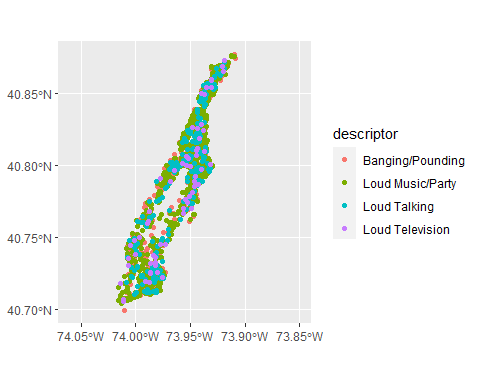 40.85°N
40.80°N
40.75°N
40.70°N
74.05°W 74.00°W 73.95°W 73.90°W 73.85°W
descriptor
Banging/Pounding
Loud Music/Party
Loud Talking
Loud Television